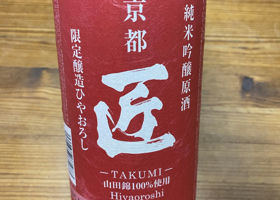 純米吟醸原酒
京都
匠
限定醸造ひやおろし
— TAKUMI —
山田錦100%使用
Hiyaoroshi